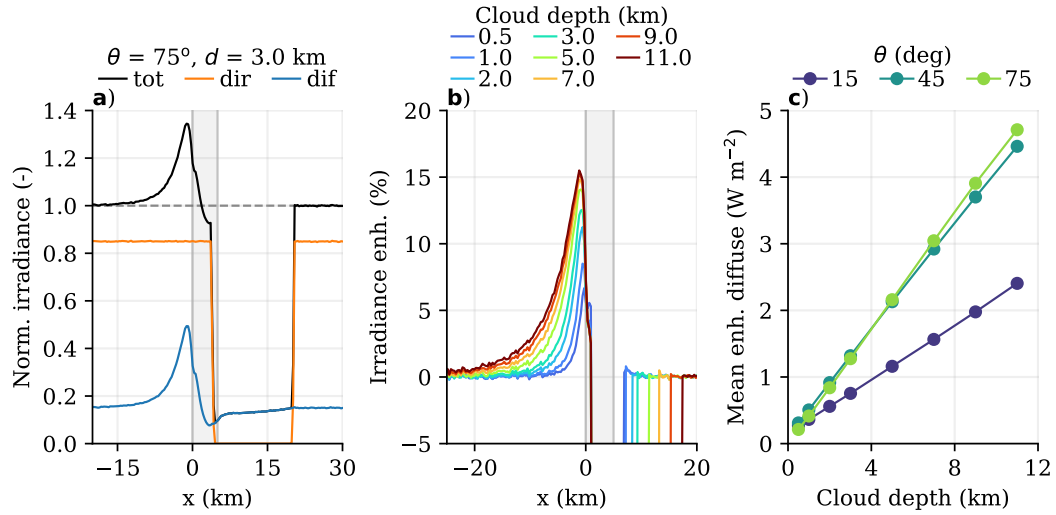 θ = 75°, d = 3.0 km
tot dir dif
a)
Norm. irradiance (-)
1.4
1.2
1.0
0.8
0.6
0.4
0.2
0.0
−15 0 15 30
x (km)
Cloud depth (km)
0.5 3.0 9.0
1.0 5.0 11.0
2.0 7.0
b)
Irradiance enh. (%)
20
15
10
5
0
−5
−20 0 20
x (km)
θ (deg)
15 45 75
c)
Mean enh. diffuse (W m⁻²)
5
4
3
2
1
0
0 2 4 6 8 10 12
Cloud depth (km)